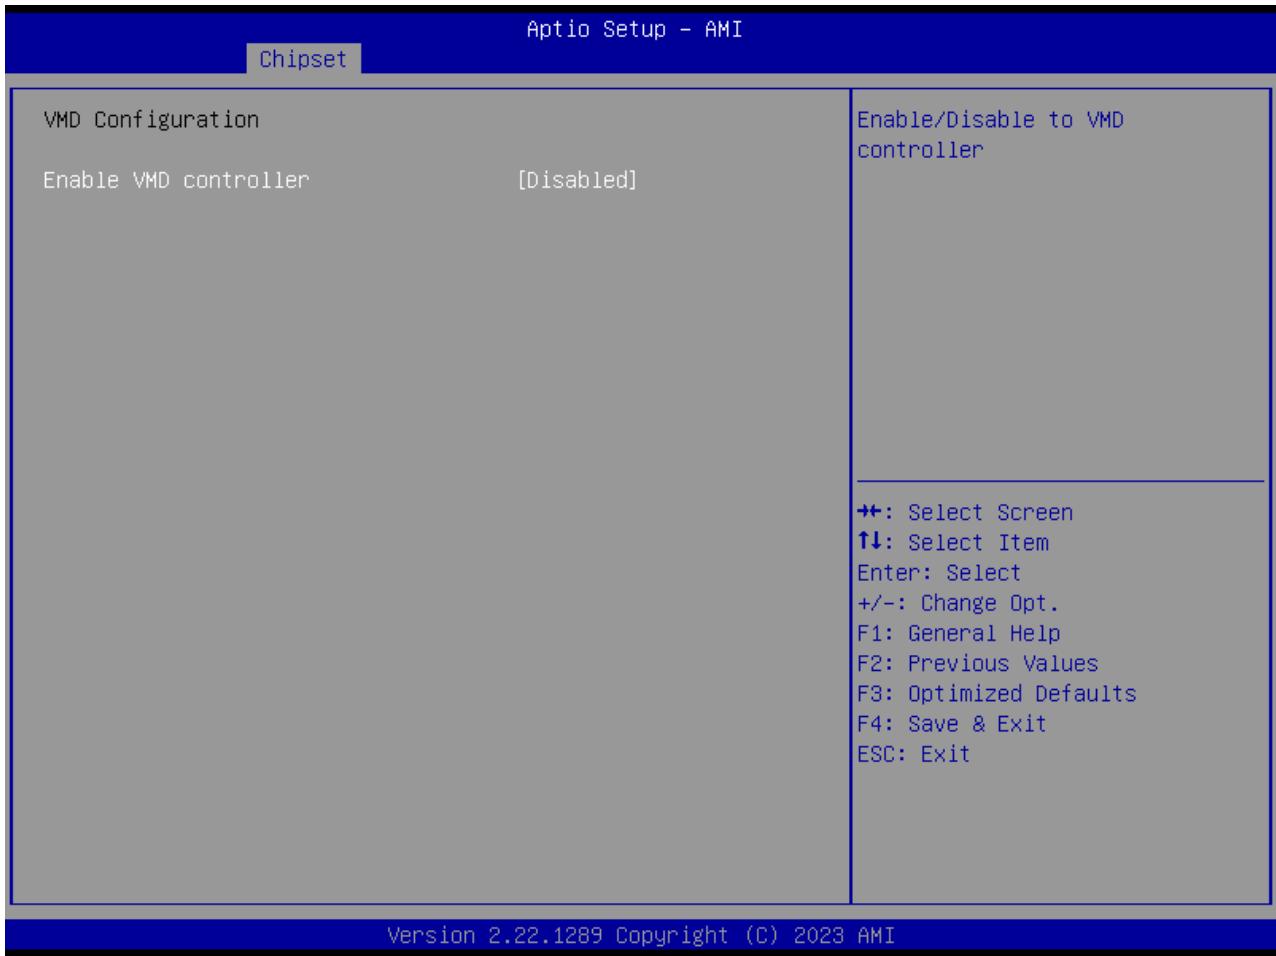 Aptio Setup – AMI
Chipset
VMD Configuration
Enable VMD controller [Disabled]
Enable/Disable to VMD
controller
→←: Select Screen
↑↓: Select Item
Enter: Select
+/-: Change Opt.
F1: General Help
F2: Previous Values
F3: Optimized Defaults
F4: Save & Exit
ESC: Exit
Version 2.22.1289 Copyright (C) 2023 AMI